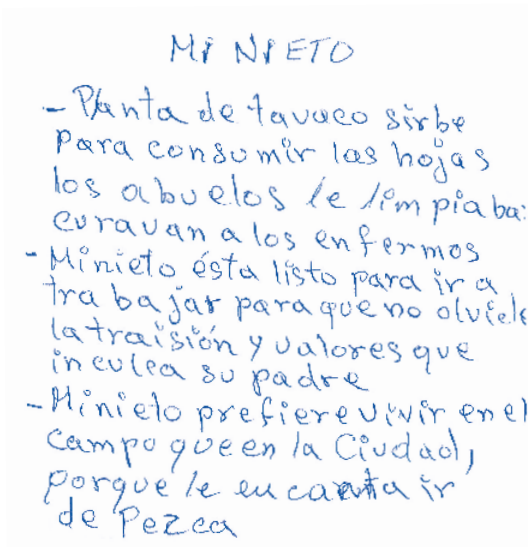 MI NIETO
- Planta de tavaco sirbe
para consumir las hojas
los abuelos le limpiaba:
curavan a los enfermos
- Minieto ésta listo para ir a
trabajar para que no olviele
la traisión y valores que
inculca su padre
- Minieto prefiere vivir en el
campo que en la Ciudad,
porque le encanta ir
de Pezca